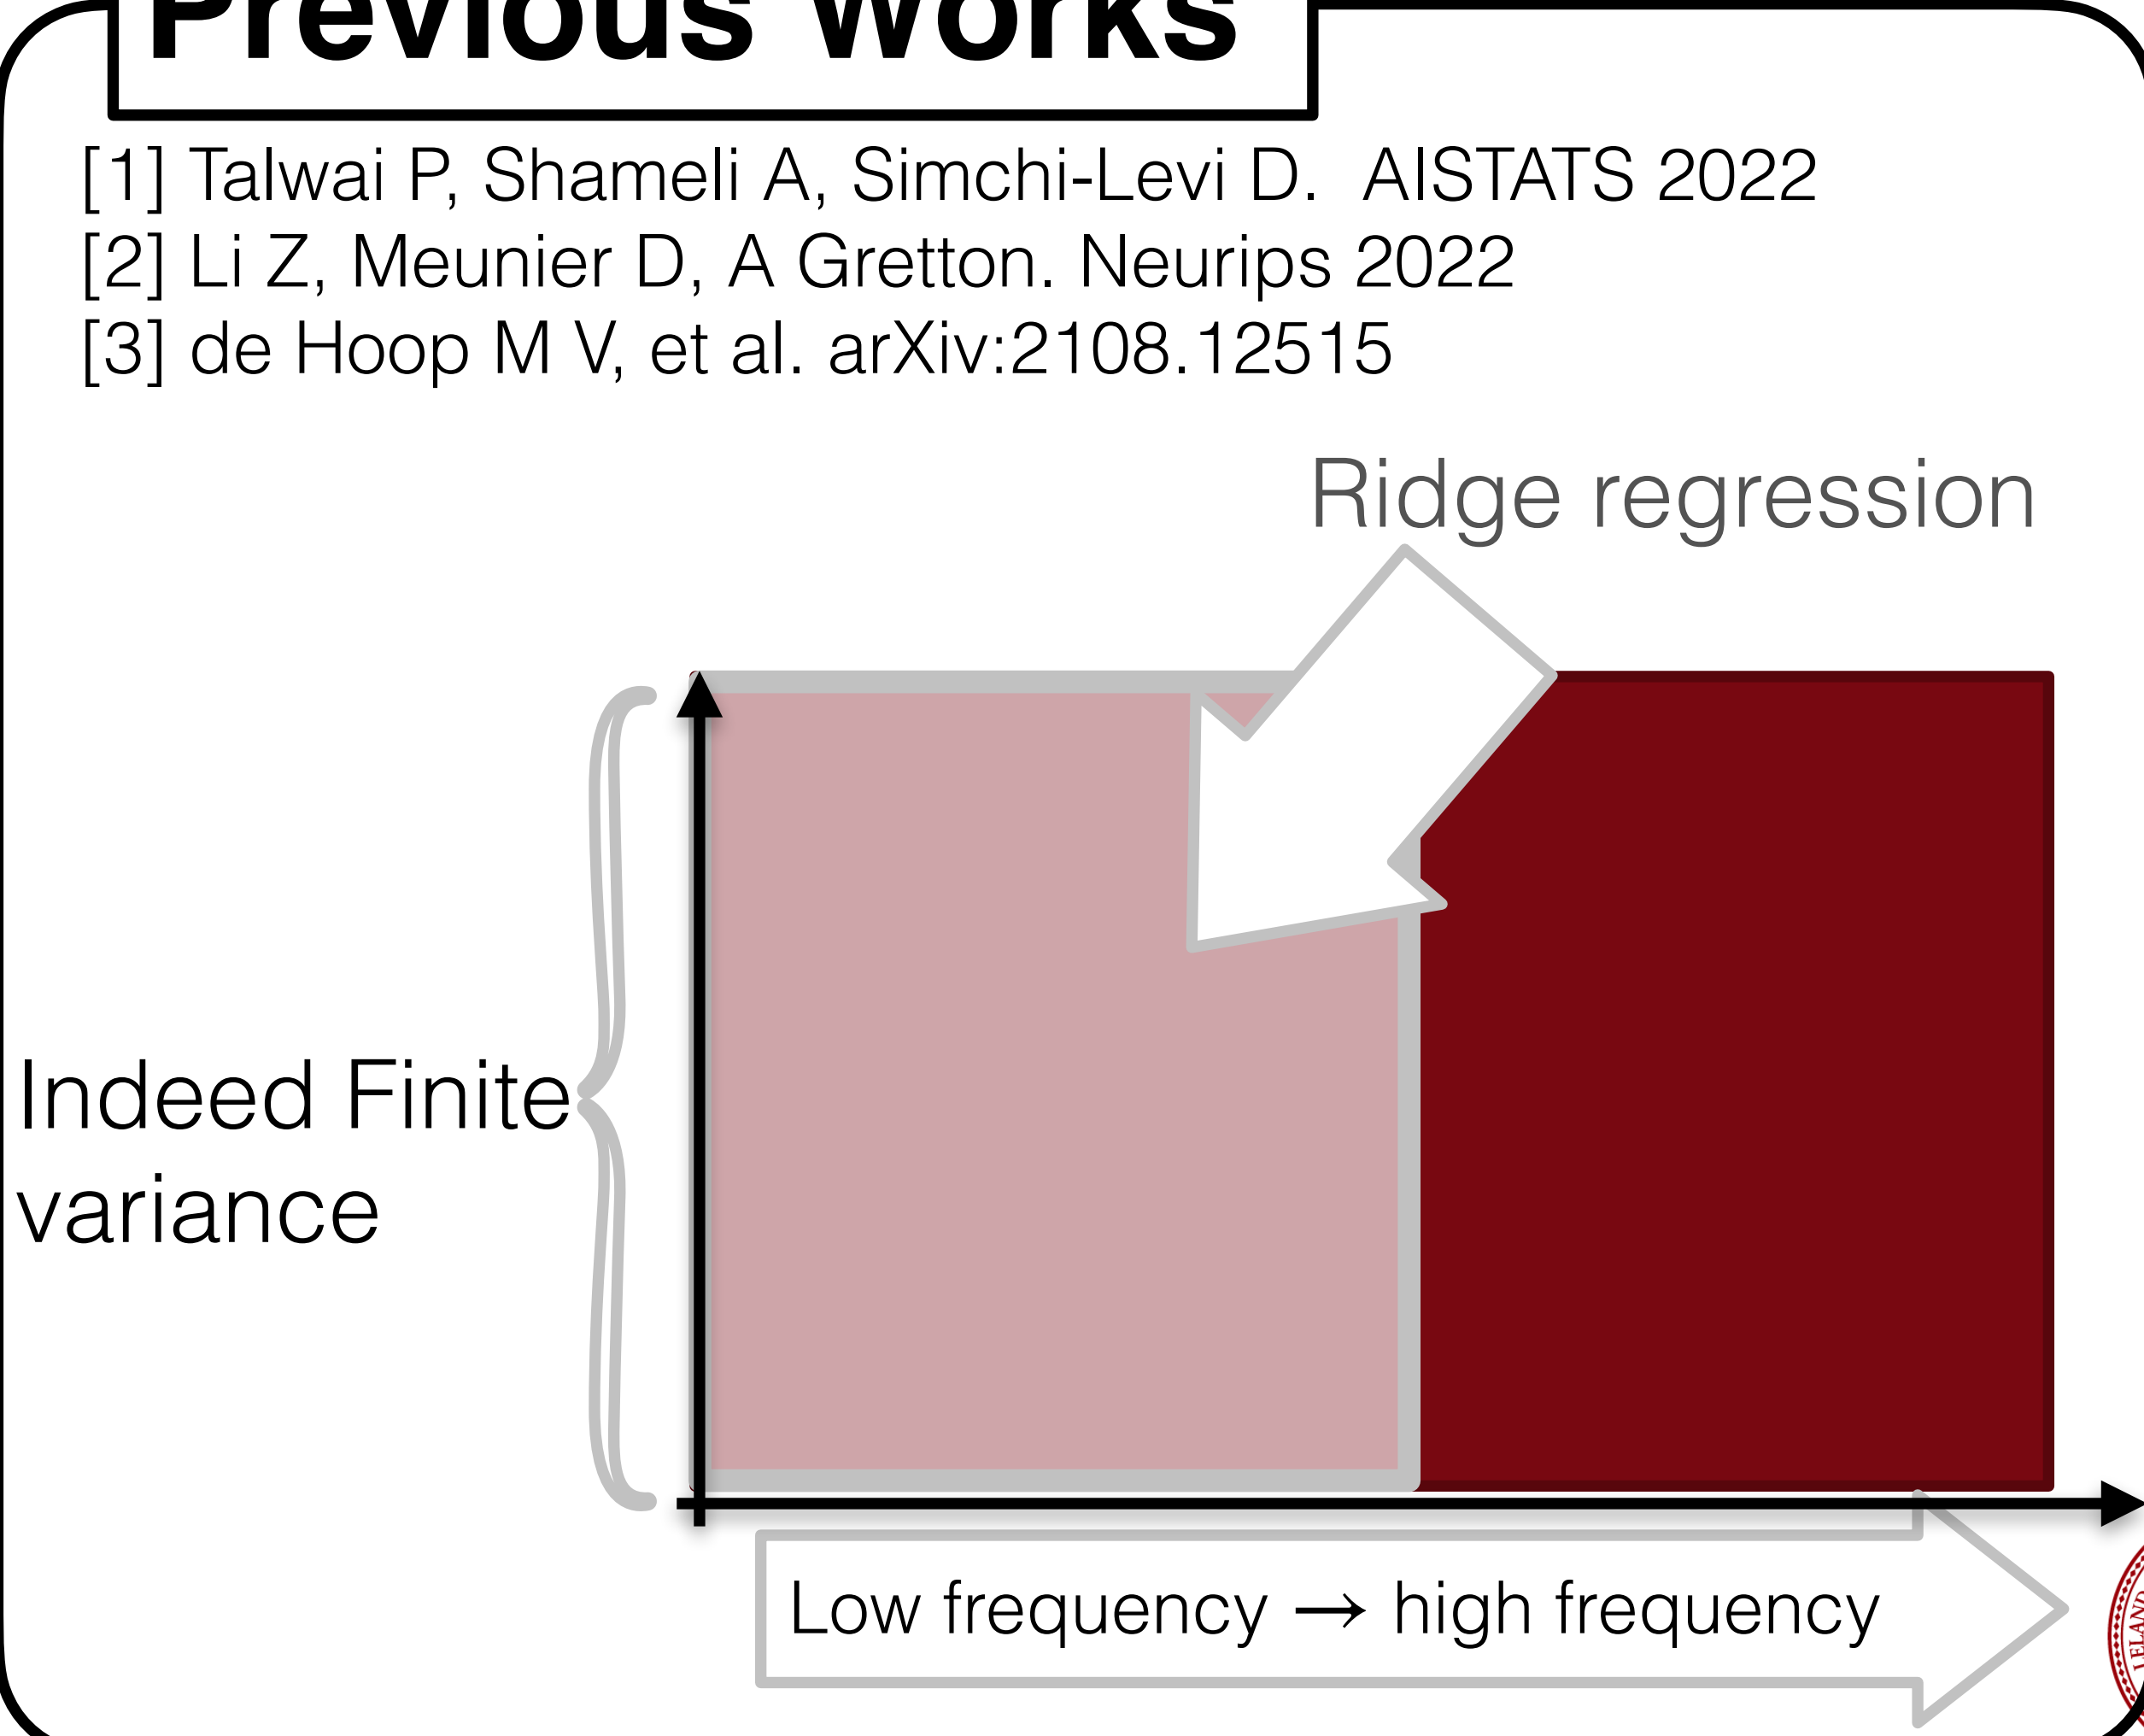 Previous Works
[1] Talwai P, Shameli A, Simchi-Levi D. AISTATS 2022
[2] Li Z, Meunier D, A Gretton. Neurips 2022
[3] de Hoop M V, et al. arXiv:2108.12515
Ridge regression
Indeed Finite
variance
Low frequency → high frequency